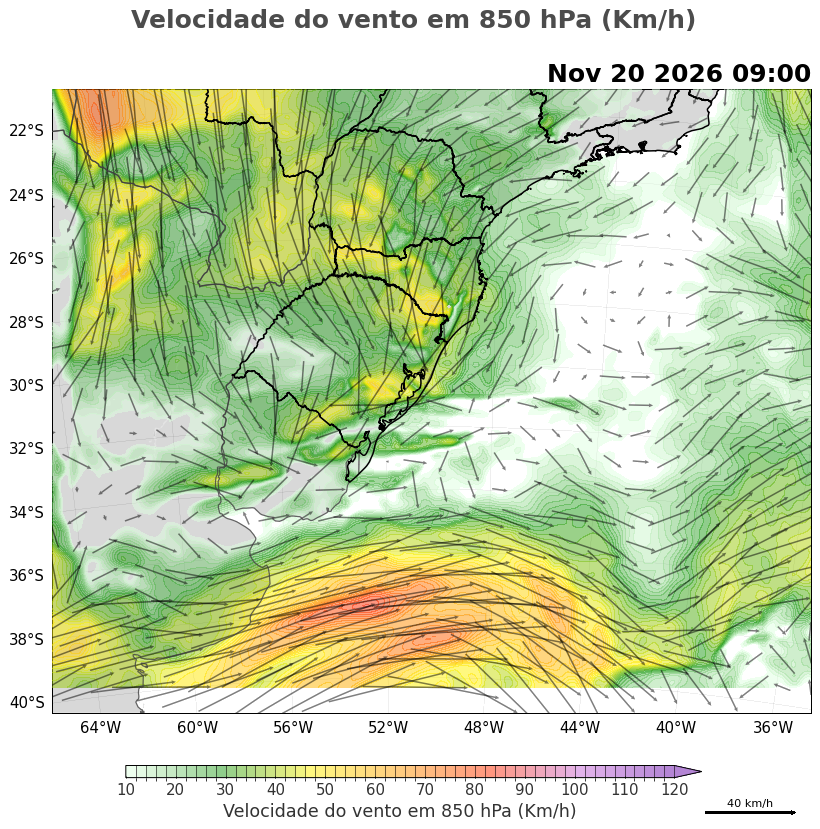 Velocidade do vento em 850 hPa (Km/h)
Nov 20 2026 09:00
22°S
24°S
26°S
28°S
30°S
32°S
34°S
36°S
38°S
40°S
64°W 60°W 56°W 52°W 48°W 44°W 40°W 36°W
10 20 30 40 50 60 70 80 90 100 110 120
Velocidade do vento em 850 hPa (Km/h)
40 km/h